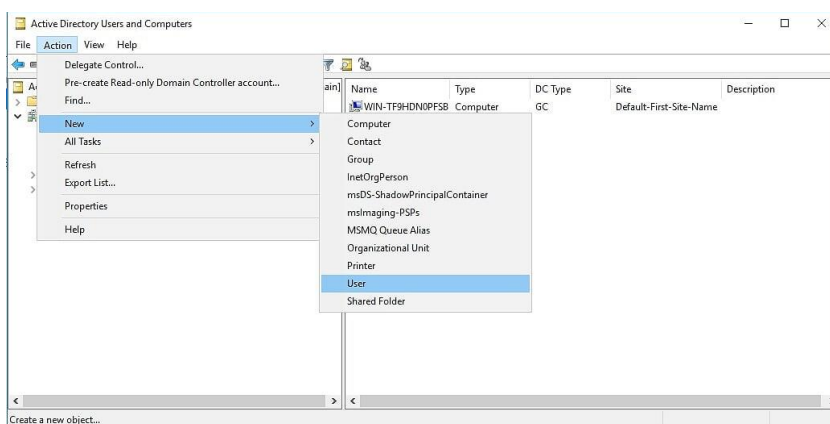 Active Directory Users and Computers
File Action View Help
Delegate Control...
Pre-create Read-only Domain Controller account...
Find...
New
All Tasks
Refresh
Export List...
Properties
Help
Computer
Contact
Group
InetOrgPerson
msDS-ShadowPrincipalContainer
msImaging-PSPs
MSMQ Queue Alias
Organizational Unit
Printer
User
Shared Folder
ain]
Name Type DC Type Site Description
WIN-TF9HDN0PFSB Computer GC Default-First-Site-Name
Create a new object...